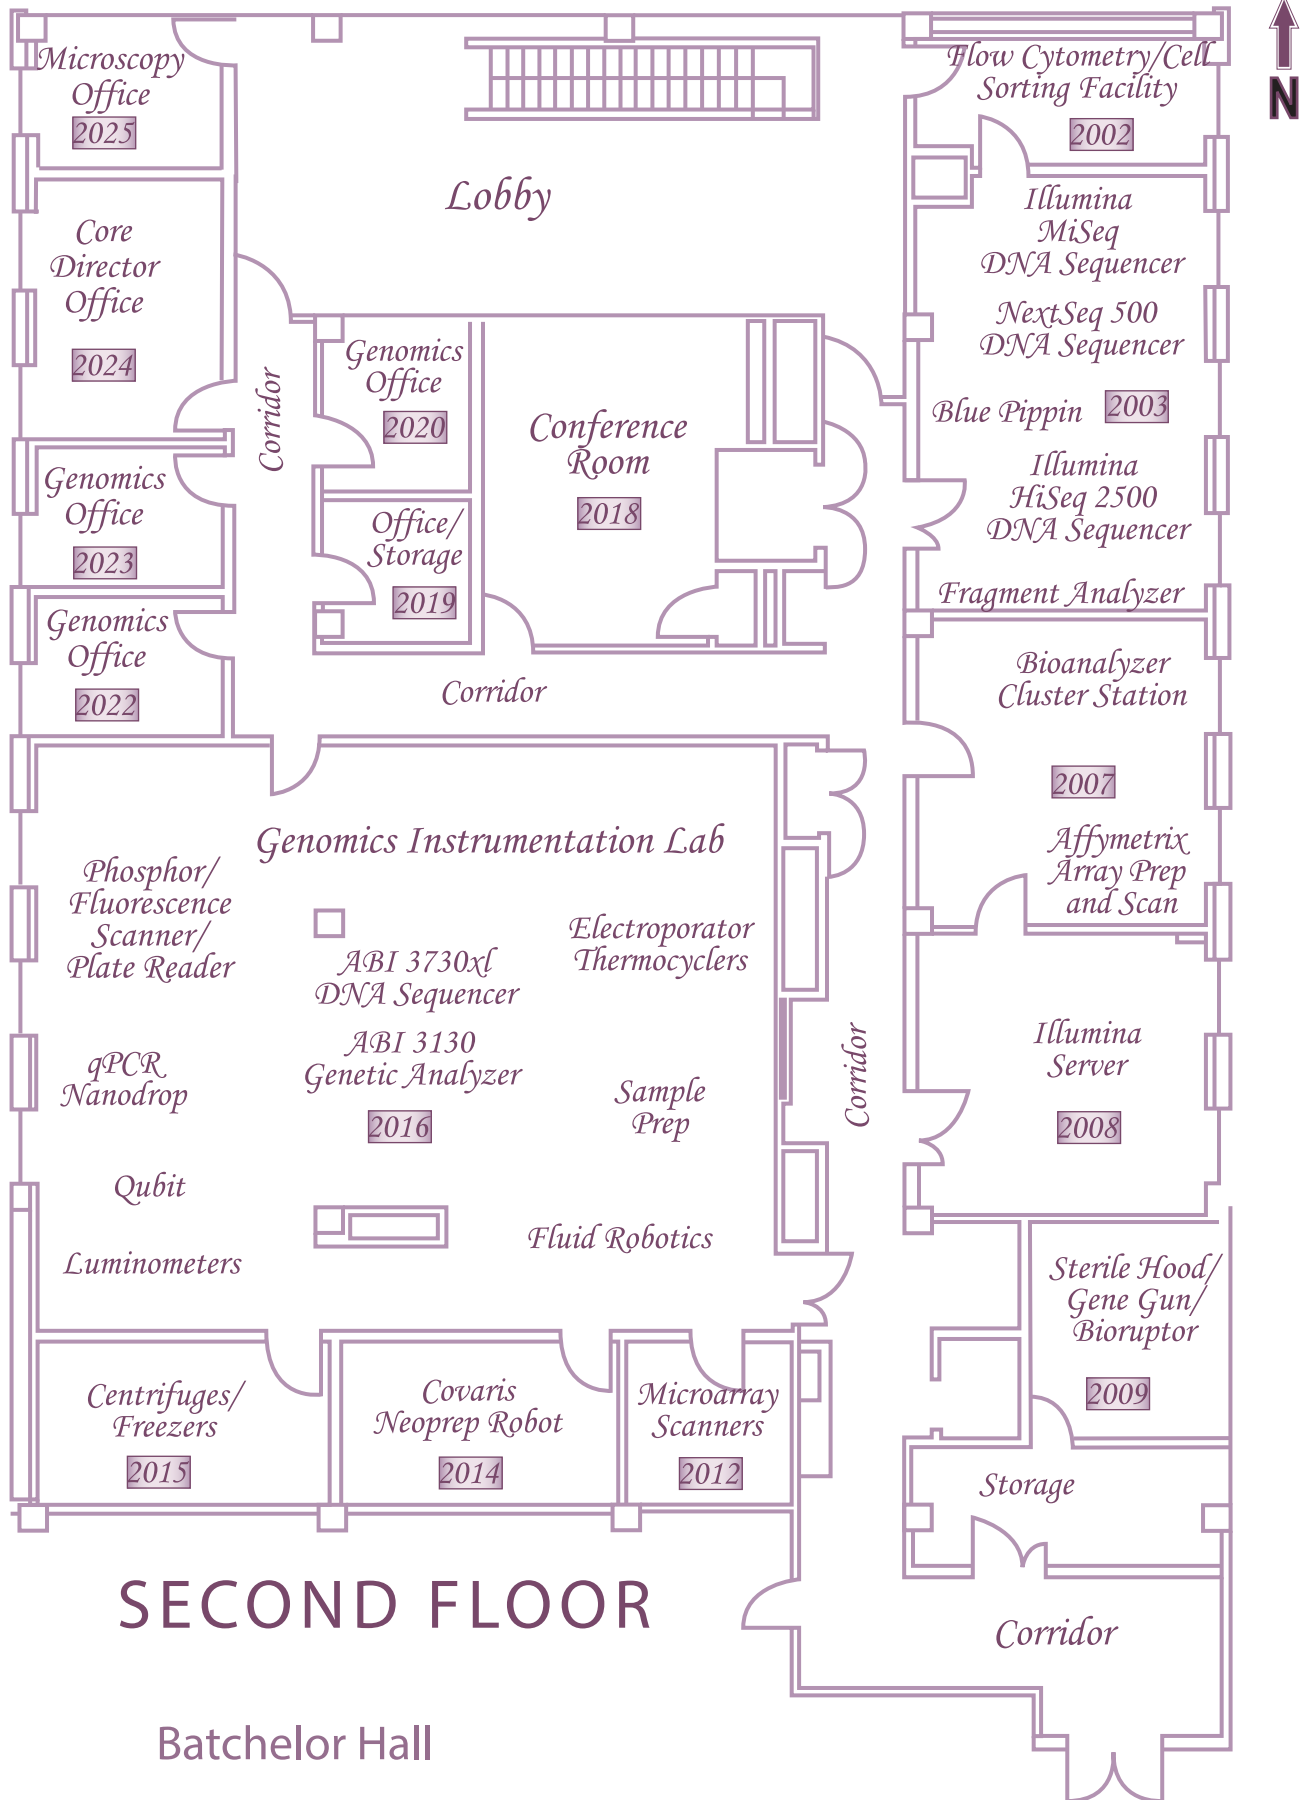 N
Microscopy
Office
2025
Flow Cytometry/Cell
Sorting Facility
2002
Lobby
Core
Director
Office
2024
Illumina
MiSeq
DNA Sequencer
NextSeq 500
DNA Sequencer
Blue Pippin
2003
Illumina
HiSeq 2500
DNA Sequencer
Fragment Analyzer
Corridor
Genomics
Office
2020
Conference
Room
2018
Genomics
Office
2023
Office/
Storage
2019
Genomics
Office
2022
Corridor
Bioanalyzer
Cluster Station
2007
Affymetrix
Array Prep
and Scan
Genomics Instrumentation Lab
Phosphor/
Fluorescence
Scanner/
Plate Reader
ABI 3730xl
DNA Sequencer
ABI 3130
Genetic Analyzer
2016
Electroporator
Thermocyclers
qPCR
Nanodrop
Sample
Prep
Corridor
Illumina
Server
2008
Qubit
Luminometers
Fluid Robotics
Sterile Hood/
Gene Gun/
Bioruptor
2009
Centrifuges/
Freezers
2015
Covaris
Neoprep Robot
2014
Microarray
Scanners
2012
Storage
Corridor
SECOND FLOOR
Batchelor Hall